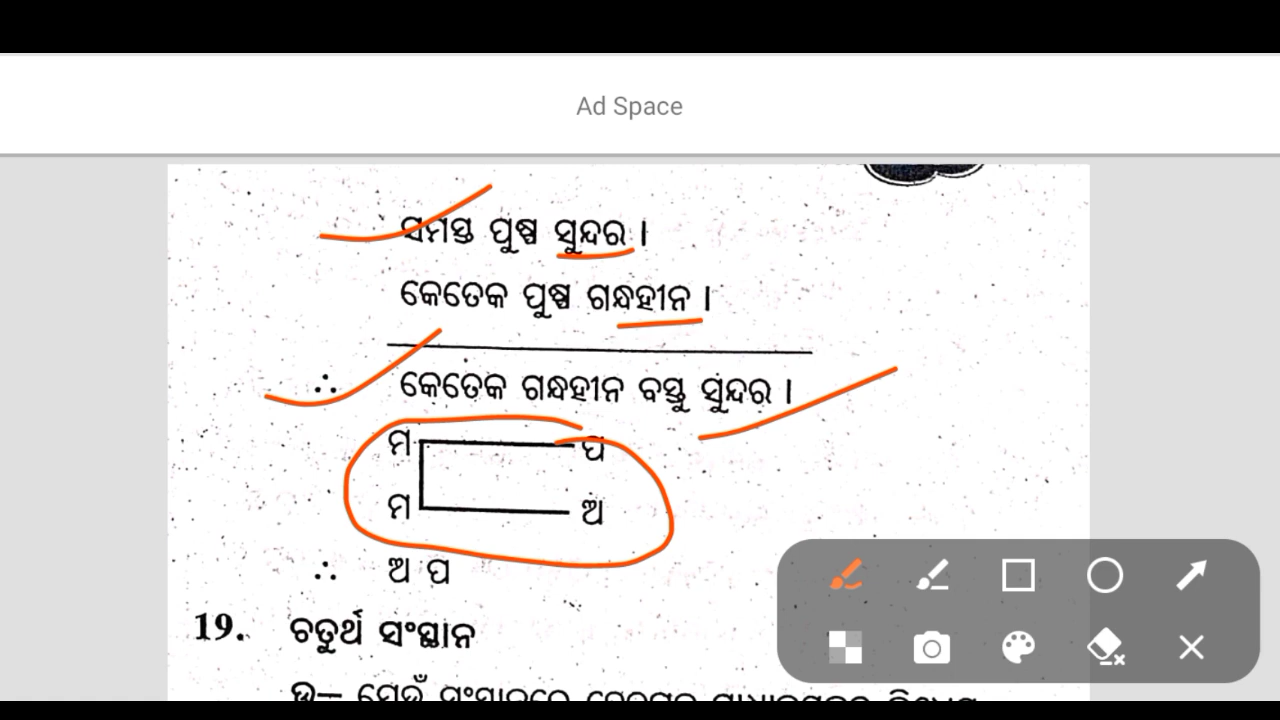 Ad Space
ସମସ୍ତ ପୁଷ୍ପ ସୁନ୍ଦର ।
କେତେକ ପୁଷ୍ପ ଗନ୍ଧହୀନ ।
∴ କେତେକ ଗନ୍ଧହୀନ ବସ୍ତୁ ସୁନ୍ଦର ।
ମ ପ
ମ ଅ
∴ ଅ ପ
19. ଚତୁର୍ଥ ସଂସ୍ଥାନ